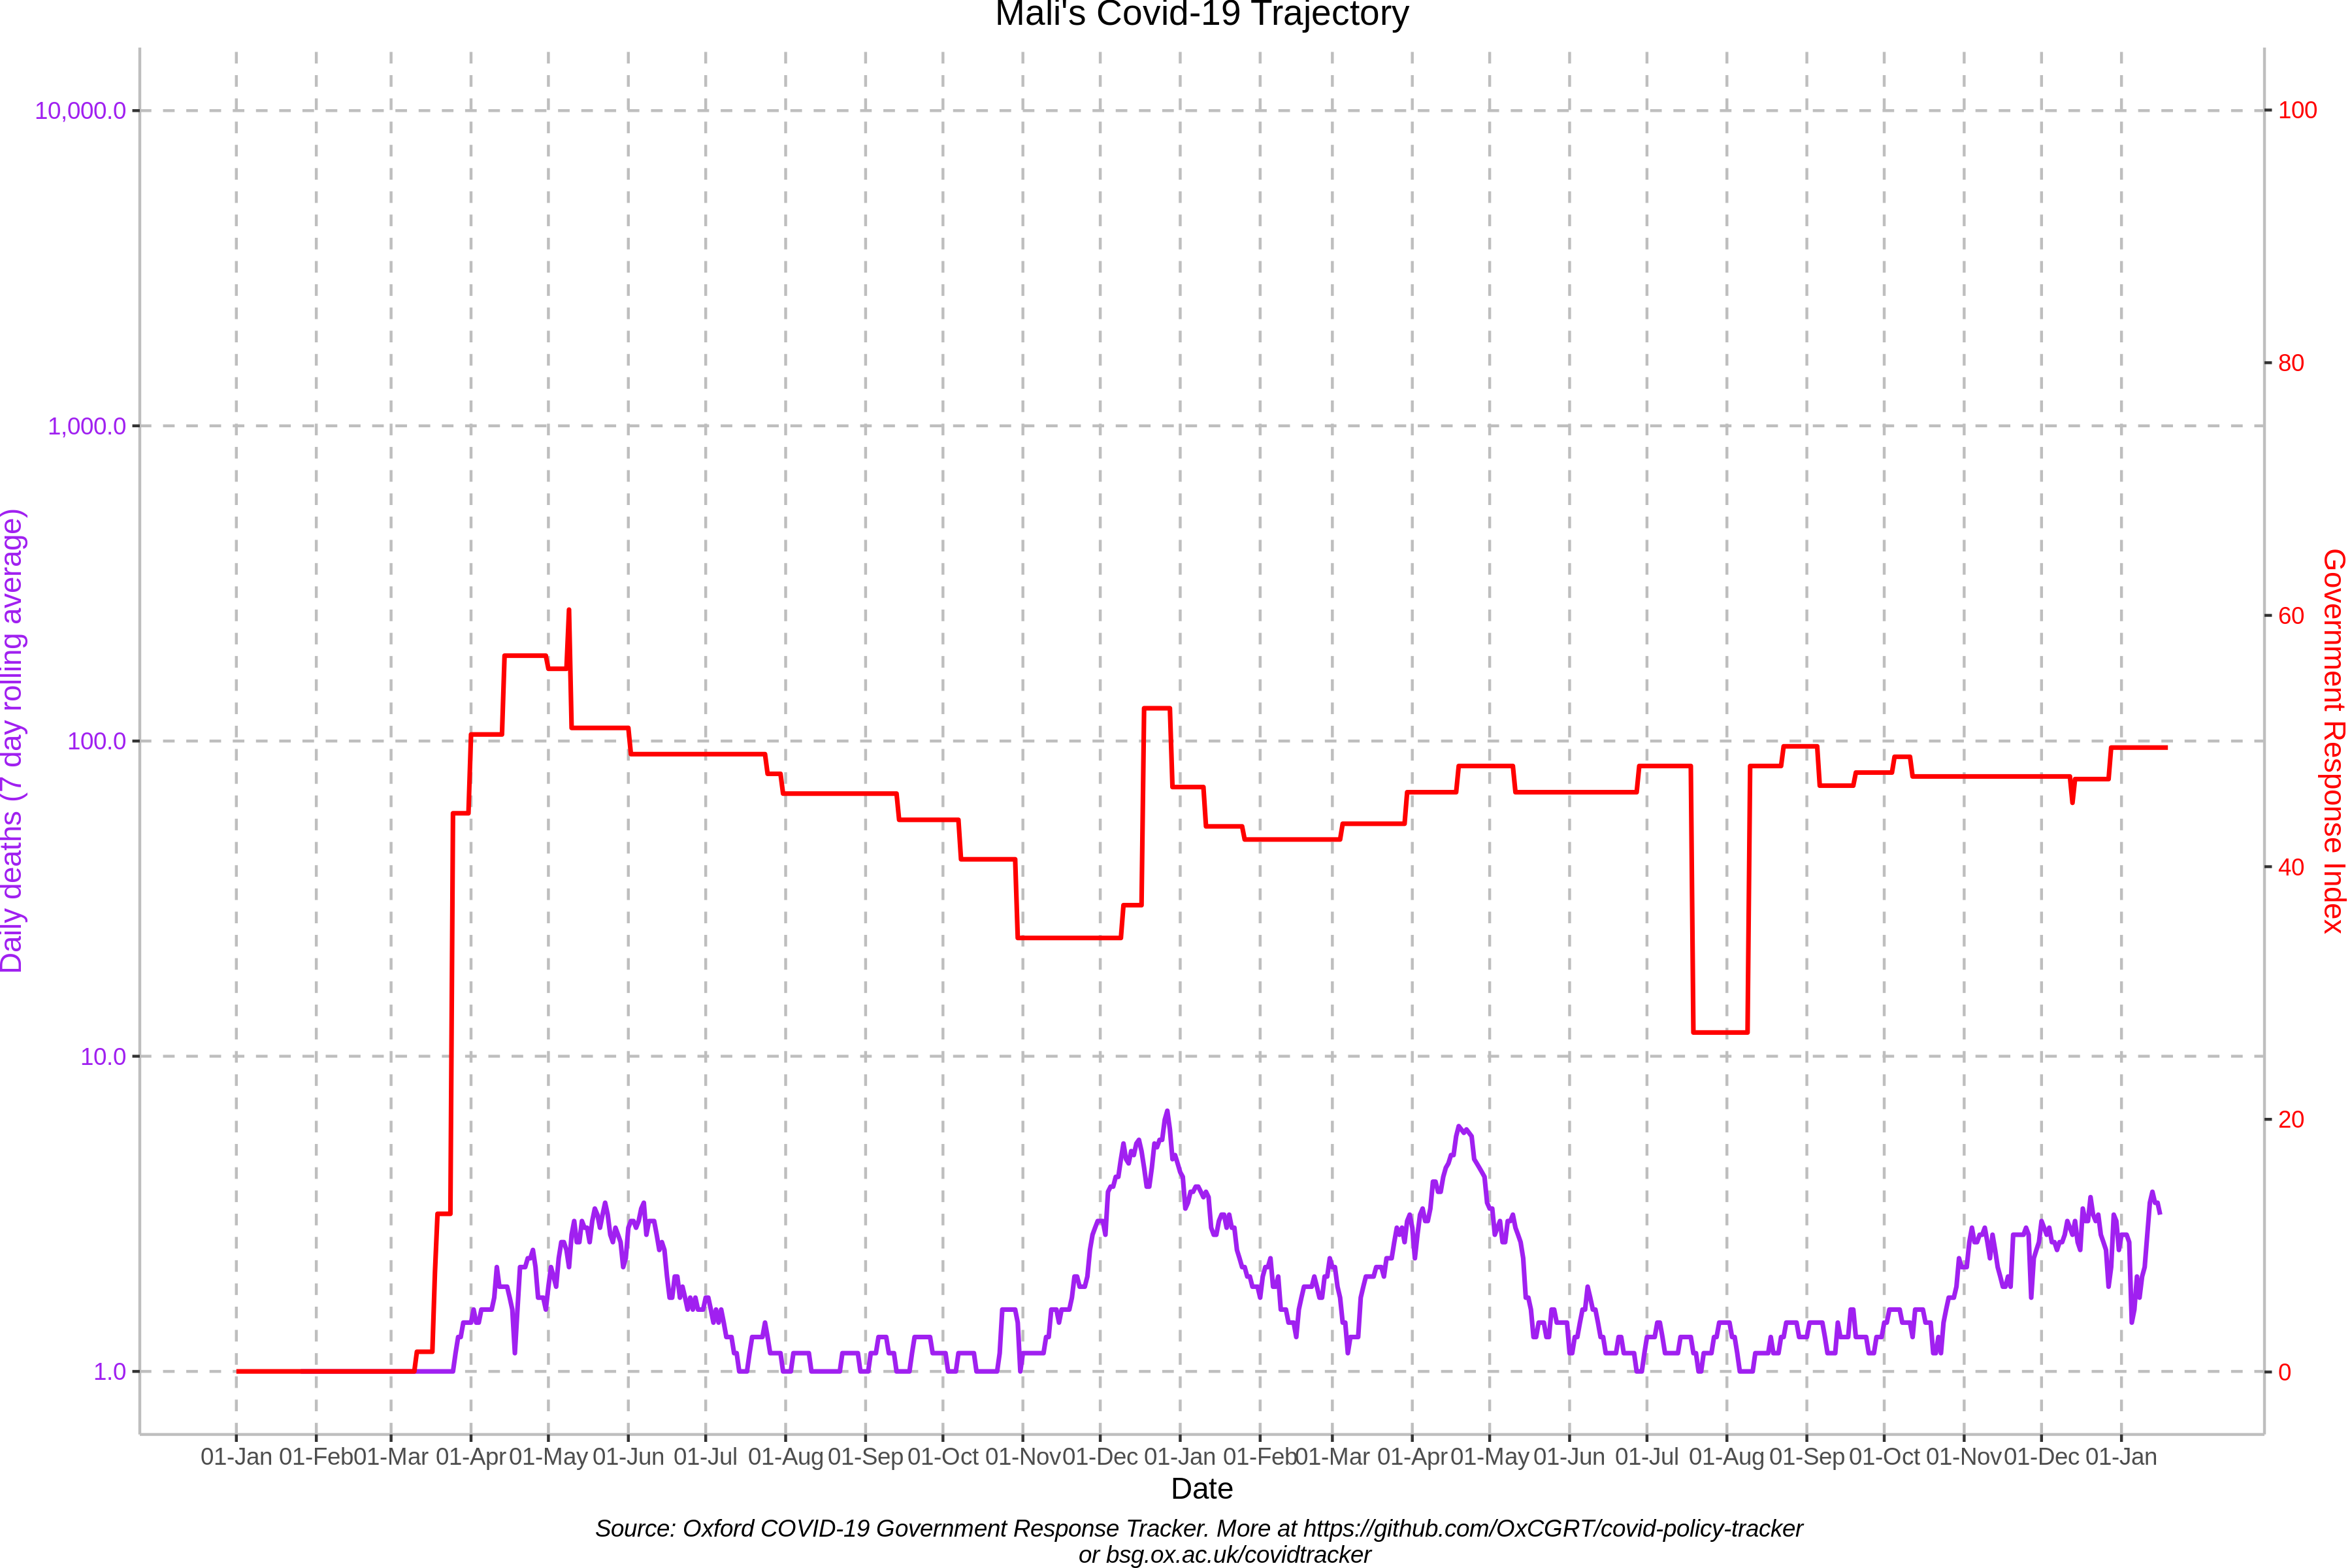 Mali's Covid-19 Trajectory
10,000.0
1,000.0
100.0
10.0
1.0
Daily deaths (7 day rolling average)
100
80
60
40
20
0
Government Response Index
01-Jan 01-Feb 01-Mar 01-Apr 01-May 01-Jun 01-Jul 01-Aug 01-Sep 01-Oct 01-Nov 01-Dec 01-Jan 01-Feb 01-Mar 01-Apr 01-May 01-Jun 01-Jul 01-Aug 01-Sep 01-Oct 01-Nov 01-Dec 01-Jan
Date
Source: Oxford COVID-19 Government Response Tracker. More at https://github.com/OxCGRT/covid-policy-tracker
or bsg.ox.ac.uk/covidtracker